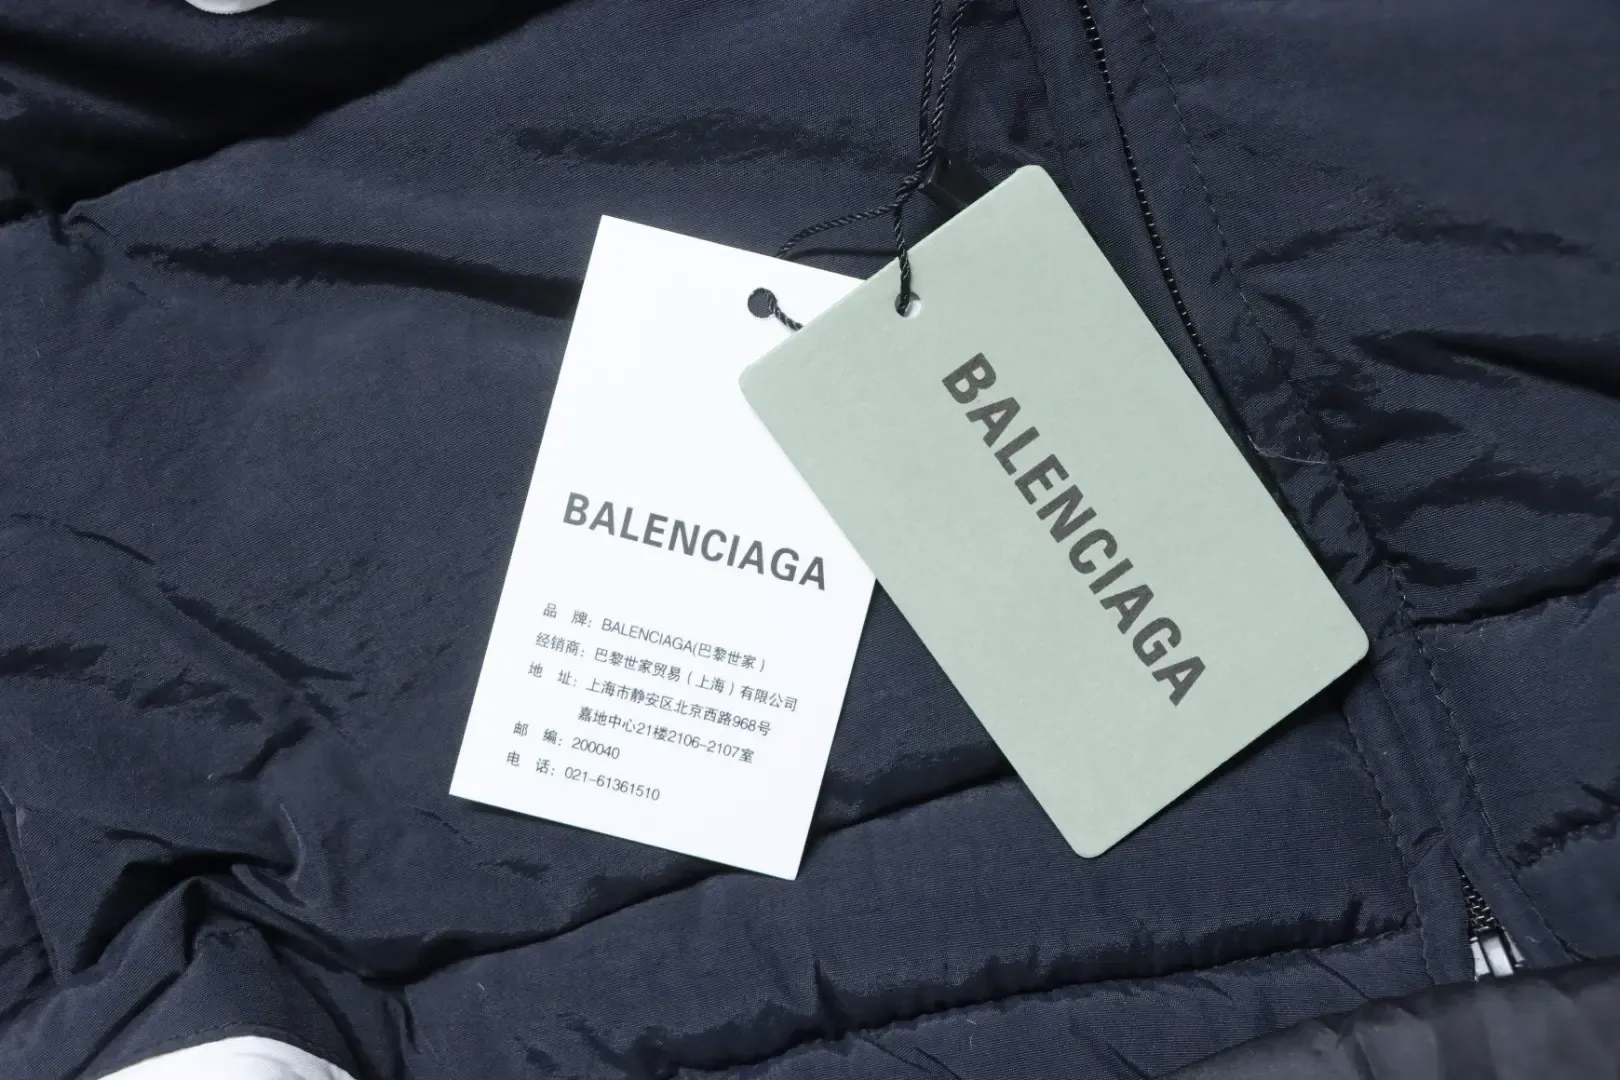 BALENCIAGA
品 牌：BALENCIAGA(巴黎世家）
经销商：巴黎世家贸易（上海）有限公司
地 址：上海市静安区北京西路968号
嘉地中心21楼2106-2107室
邮 编：200040
电 话：021-61361510
BALENCIAGA